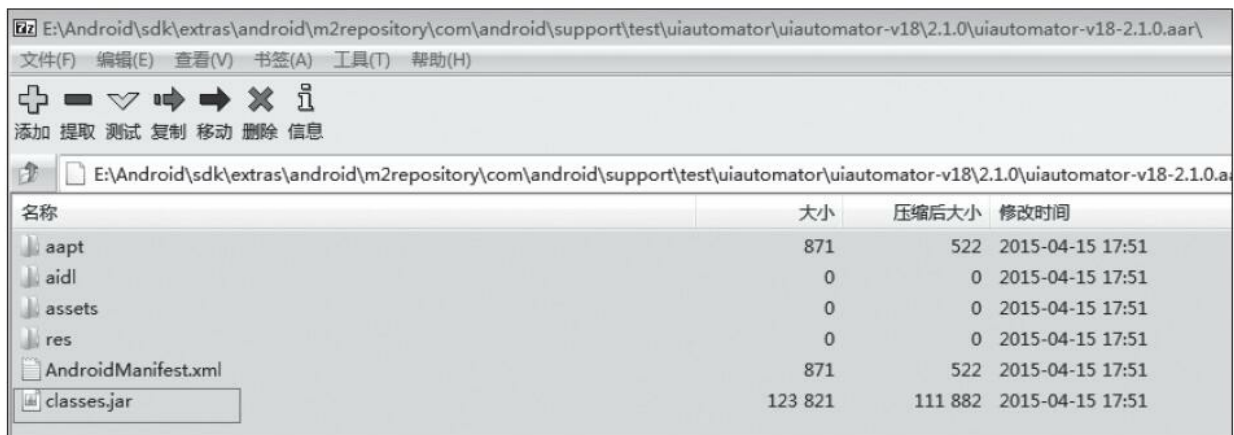 E:\Android\sdk\extras\android\m2repository\com\android\support\test\uiautomator\uiautomator-v18\2.1.0\uiautomator-v18-2.1.0.aar\
文件(F) 编辑(E) 查看(V) 书签(A) 工具(T) 帮助(H)
添加 提取 测试 复制 移动 删除 信息
E:\Android\sdk\extras\android\m2repository\com\android\support\test\uiautomator\uiautomator-v18\2.1.0\uiautomator-v18-2.1.0.aa
名称 大小 压缩后大小 修改时间
aapt 871 522 2015-04-15 17:51
aidl 0 0 2015-04-15 17:51
assets 0 0 2015-04-15 17:51
res 0 0 2015-04-15 17:51
AndroidManifest.xml 871 522 2015-04-15 17:51
classes.jar 123 821 111 882 2015-04-15 17:51